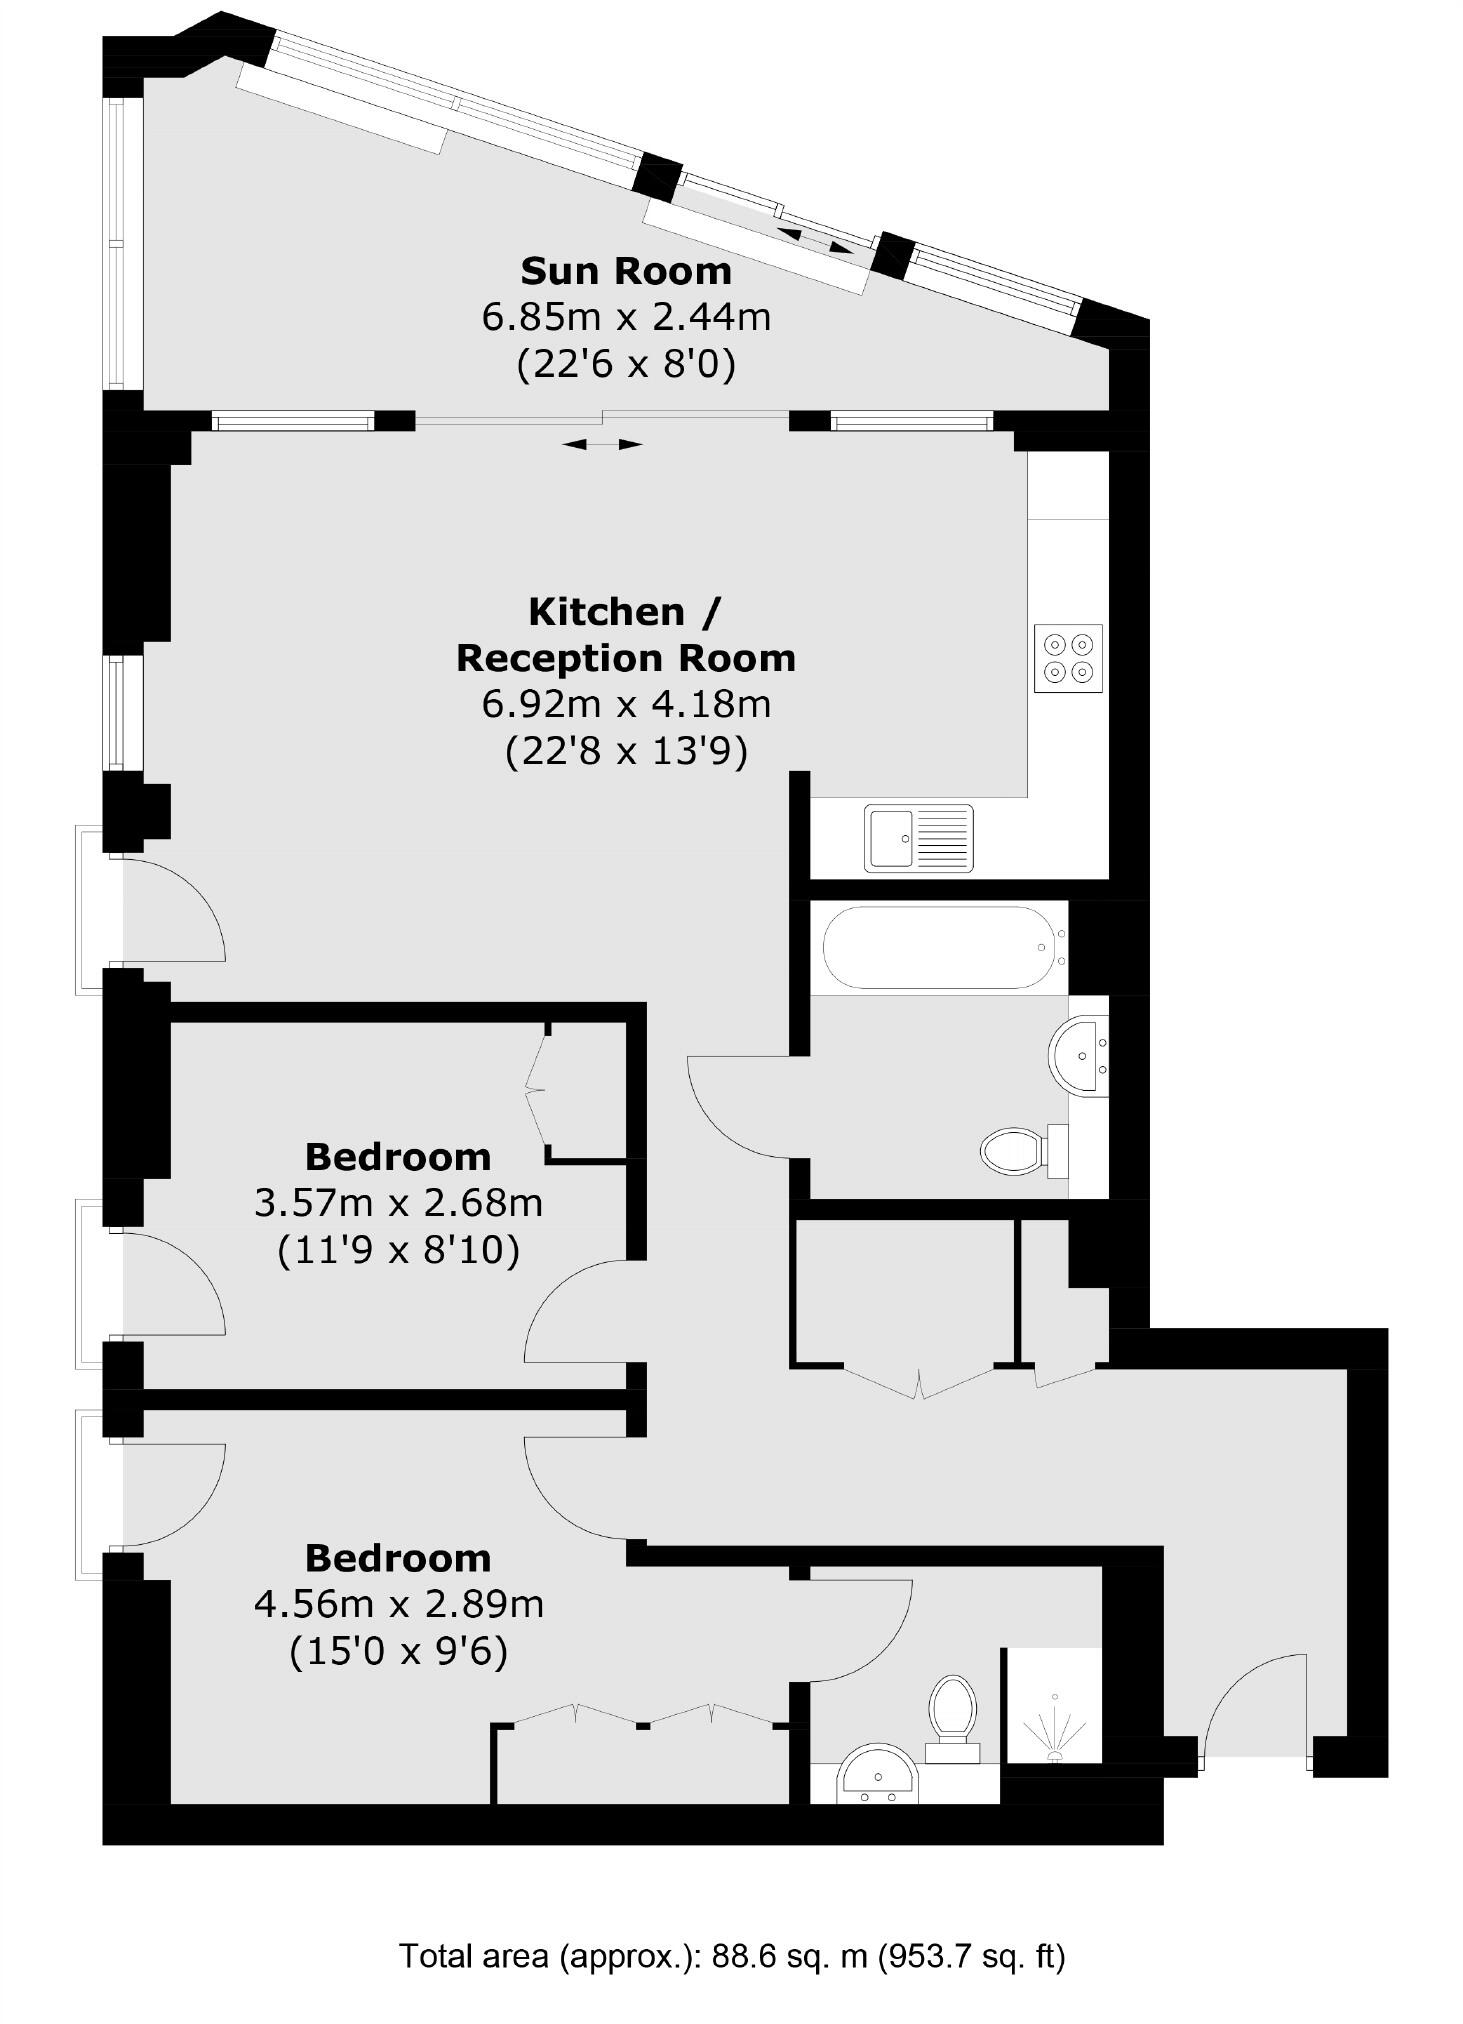 Sun Room
6.85m x 2.44m
(22'6 x 8'0)
Kitchen /
Reception Room
6.92m x 4.18m
(22'8 x 13'9)
Bedroom
3.57m x 2.68m
(11'9 x 8'10)
Bedroom
4.56m x 2.89m
(15'0 x 9'6)
Total area (approx.): 88.6 sq. m (953.7 sq. ft)